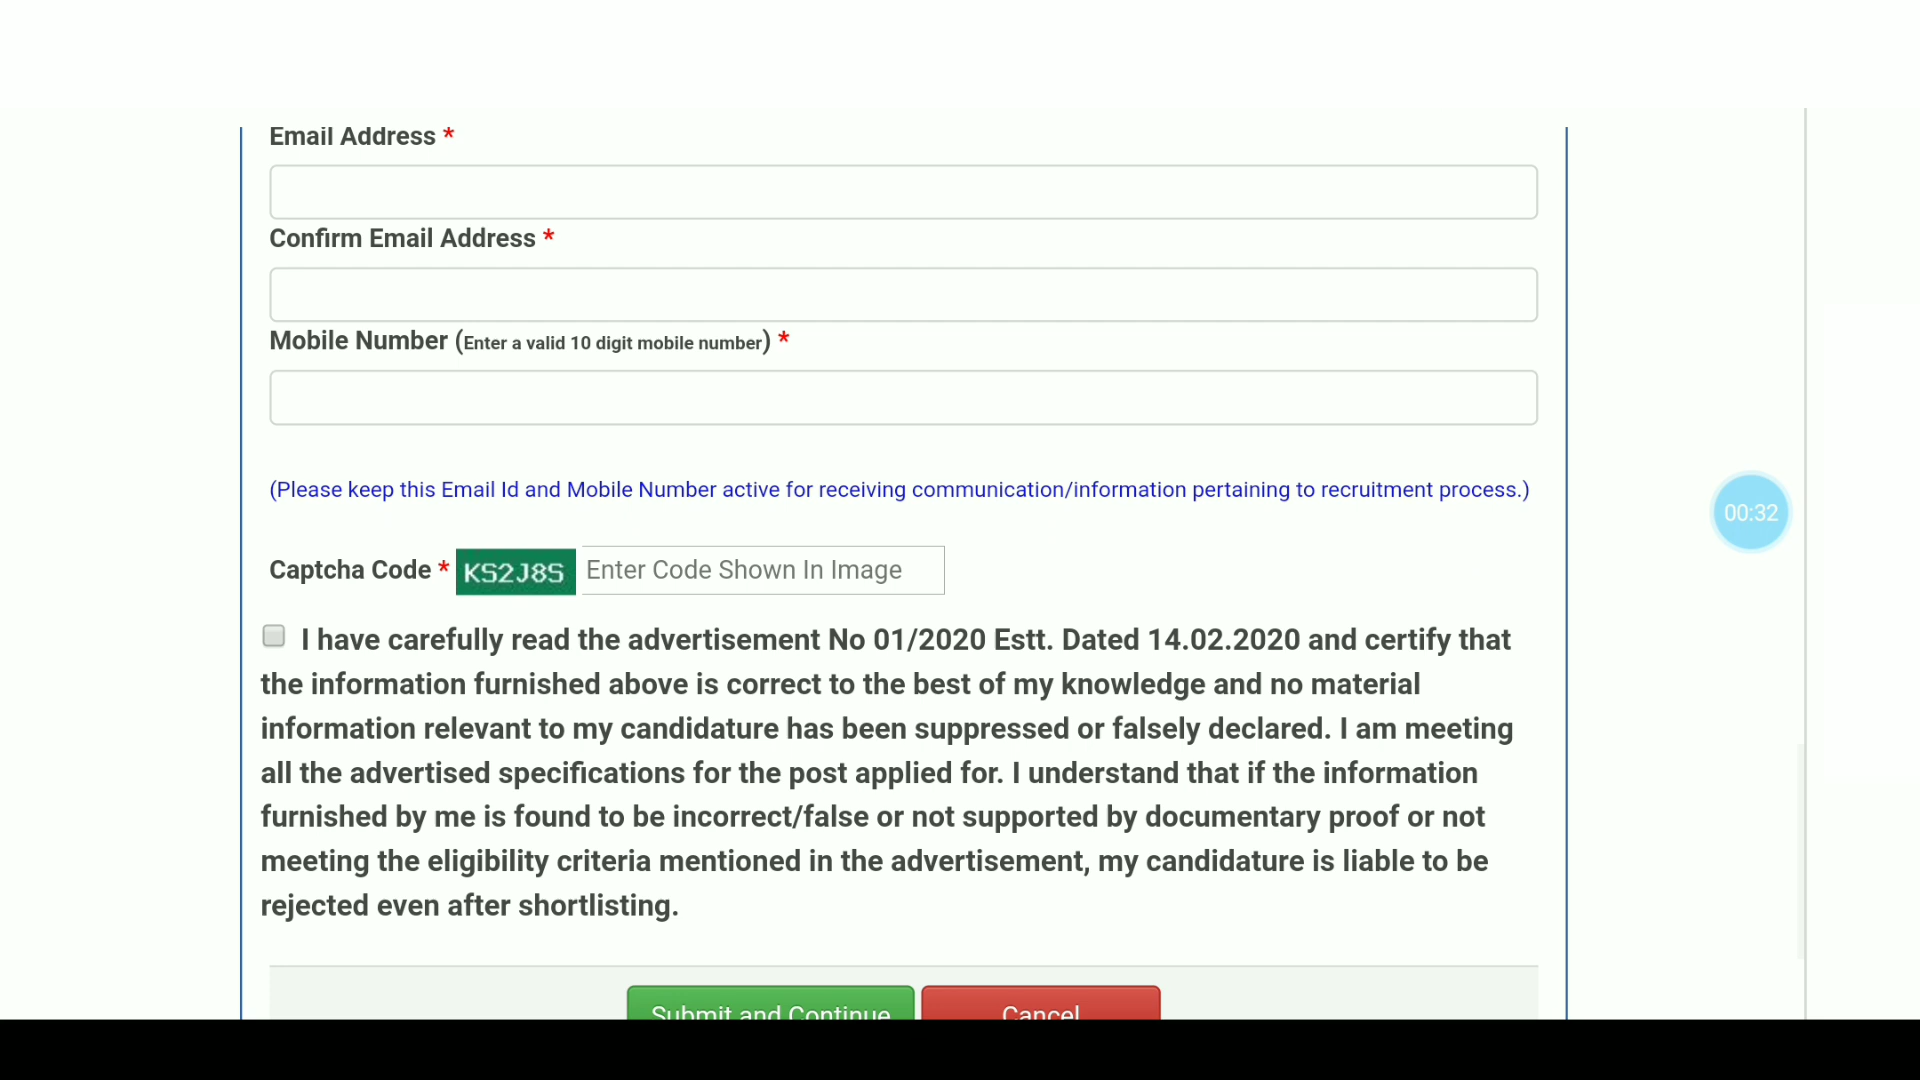 Email Address *
Confirm Email Address *
Mobile Number (Enter a valid 10 digit mobile number) *
(Please keep this Email Id and Mobile Number active for receiving communication/information pertaining to recruitment process.)
00:32
Captcha Code * KS2J8S Enter Code Shown In Image
I have carefully read the advertisement No 01/2020 Estt. Dated 14.02.2020 and certify that
the information furnished above is correct to the best of my knowledge and no material
information relevant to my candidature has been suppressed or falsely declared. I am meeting
all the advertised specifications for the post applied for. I understand that if the information
furnished by me is found to be incorrect/false or not supported by documentary proof or not
meeting the eligibility criteria mentioned in the advertisement, my candidature is liable to be
rejected even after shortlisting.
Submit and Continue Cancel